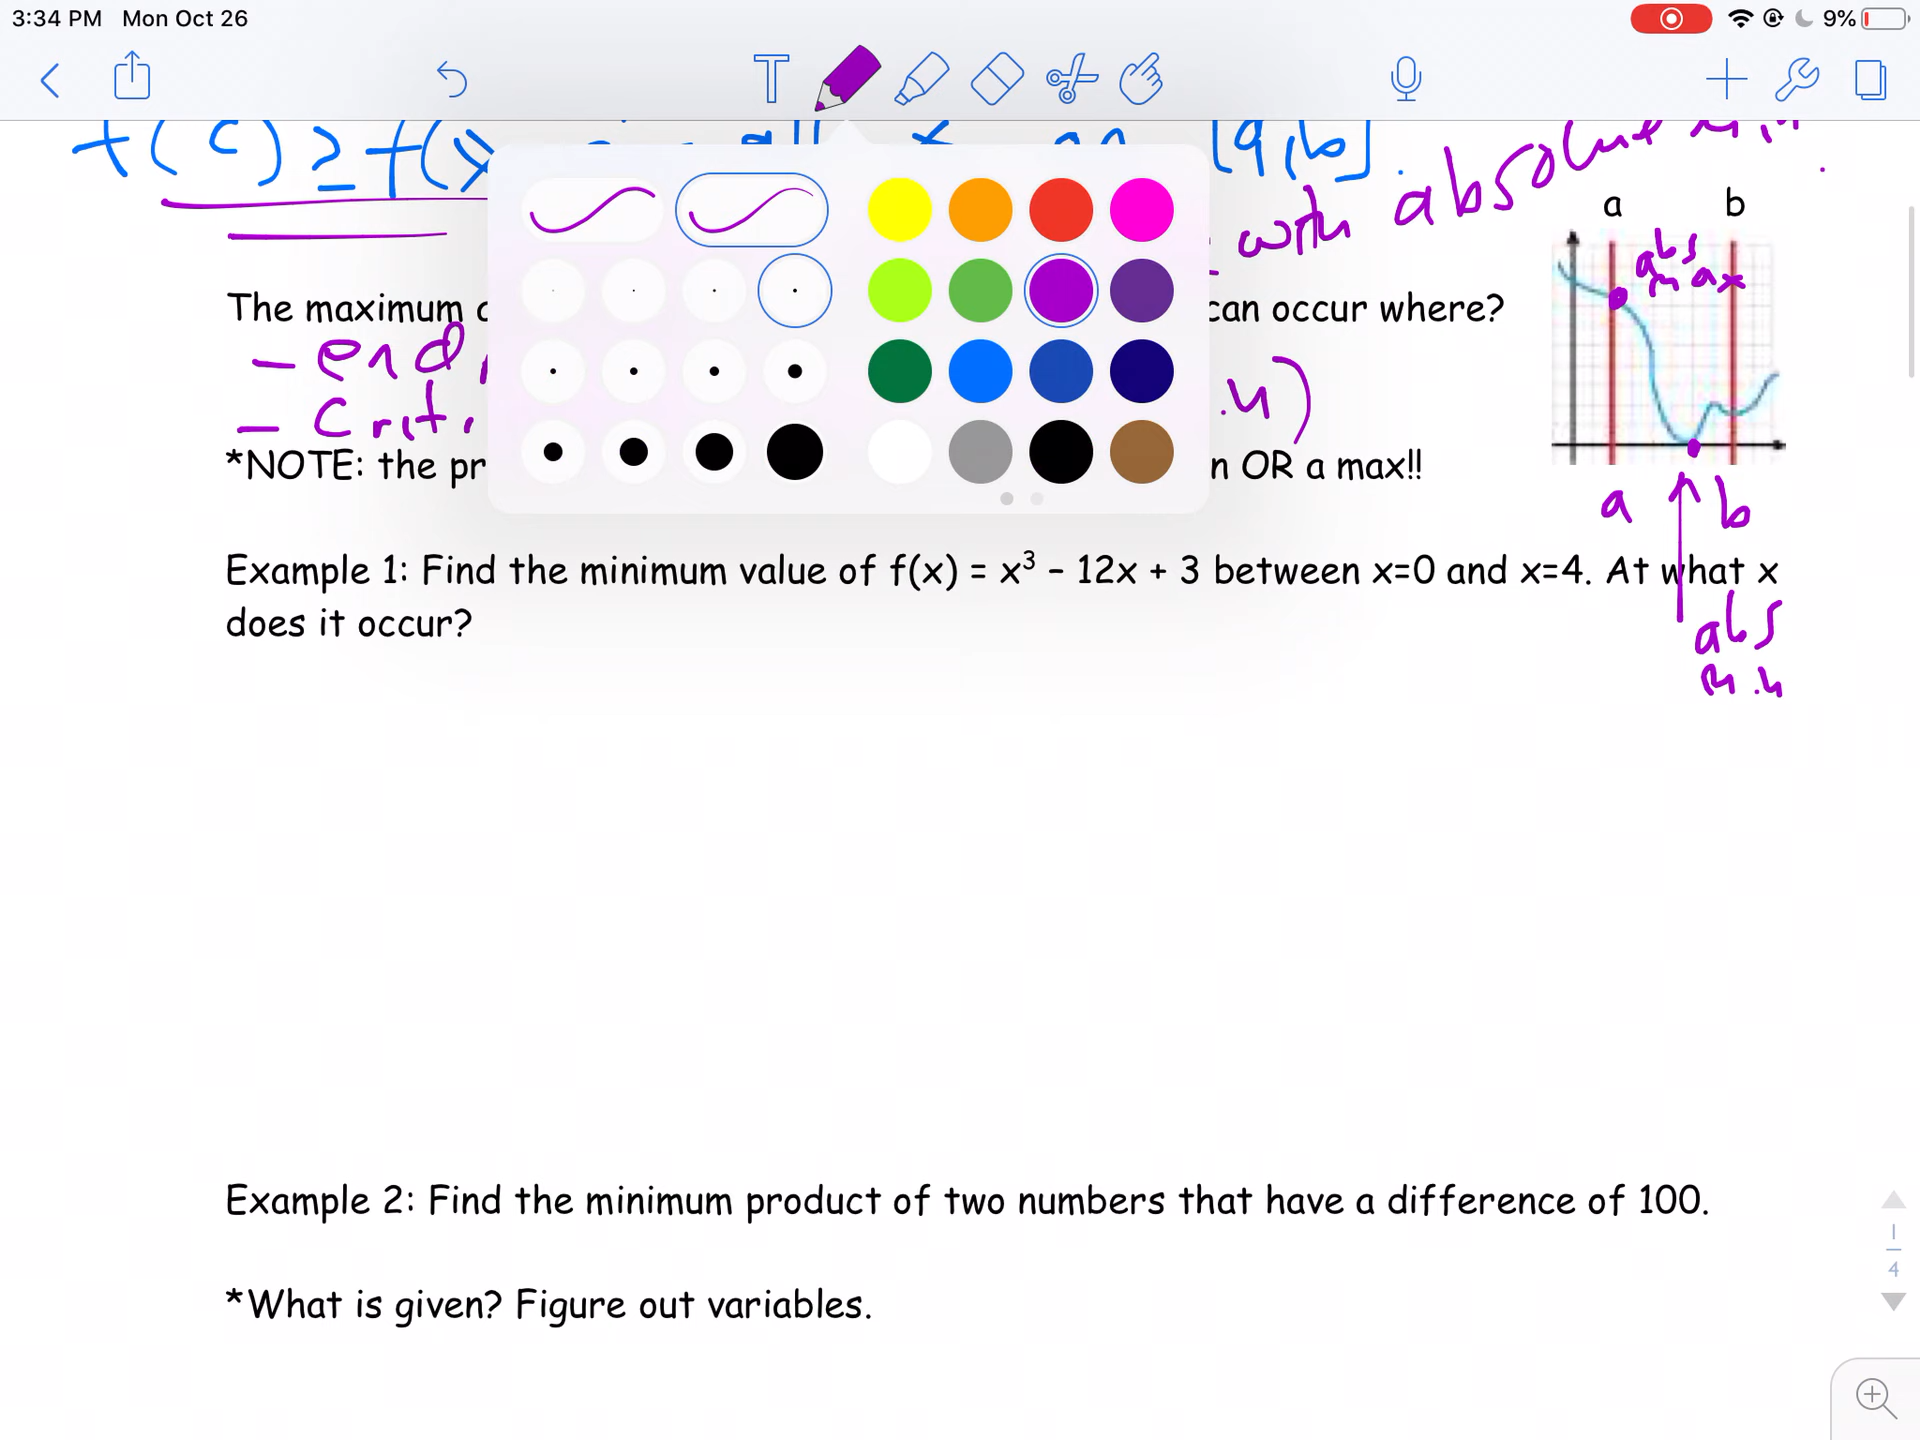 3:34 PM Mon Oct 26 9%
T
f(c) ≥ f(x [a,b].
with absolute
a b
abs
max
The maximum can occur where?
- end
- Crit.
*NOTE: the pr n OR a max!!
a b
Example 1: Find the minimum value of f(x) = x³ - 12x + 3 between x=0 and x=4. At what x
does it occur?
abs
min
Example 2: Find the minimum product of two numbers that have a difference of 100.
1
4
*What is given? Figure out variables.